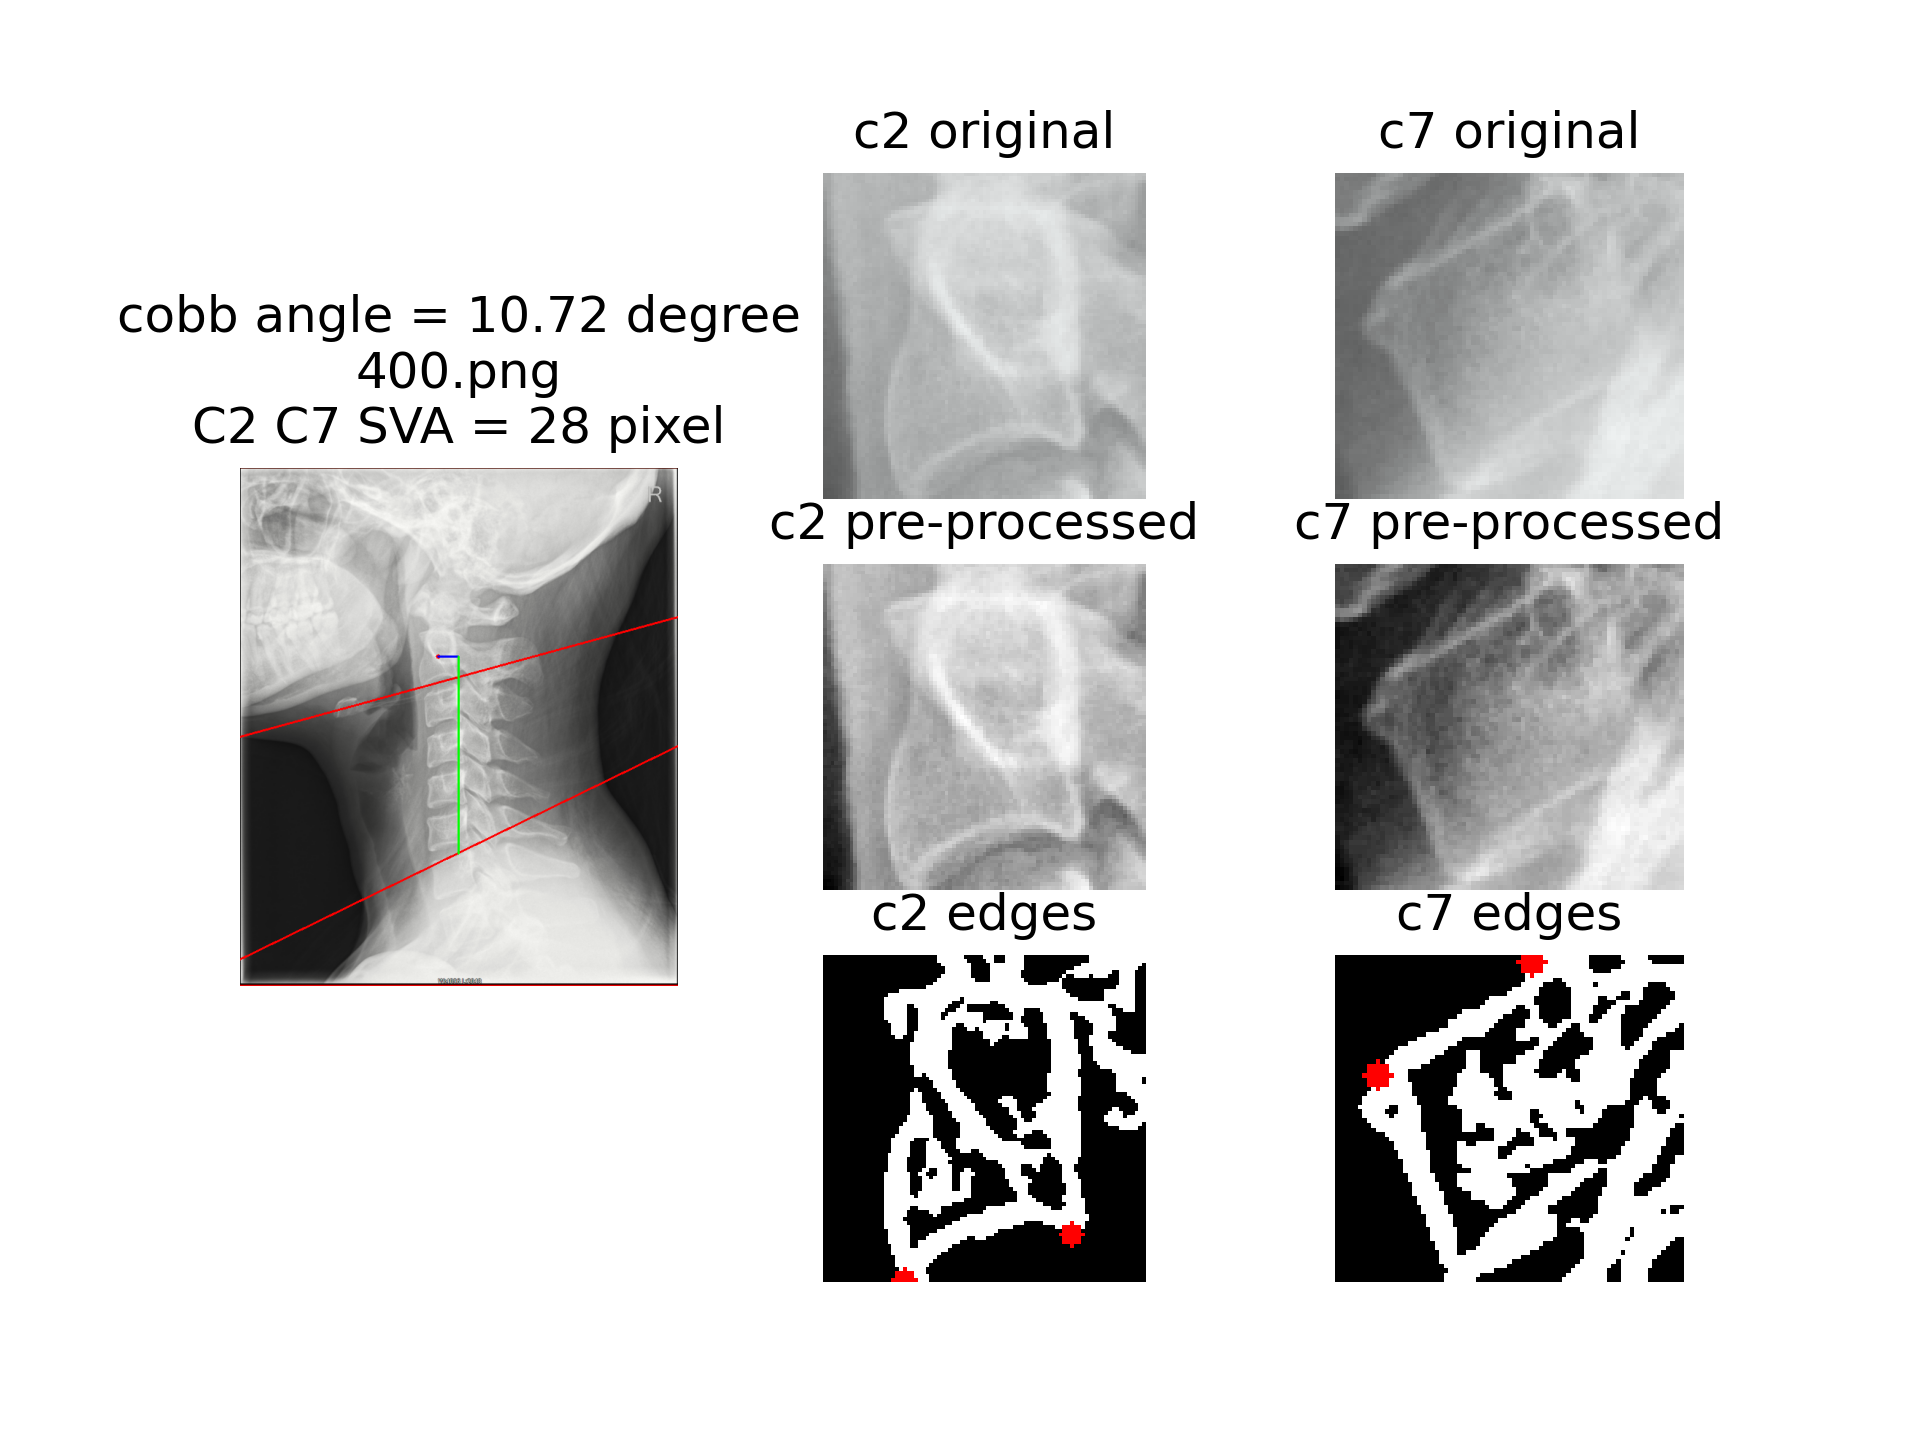 cobb angle = 10.72 degree
400.png
C2 C7 SVA = 28 pixel
R
c2 original
c7 original
c2 pre-processed
c7 pre-processed
c2 edges
c7 edges